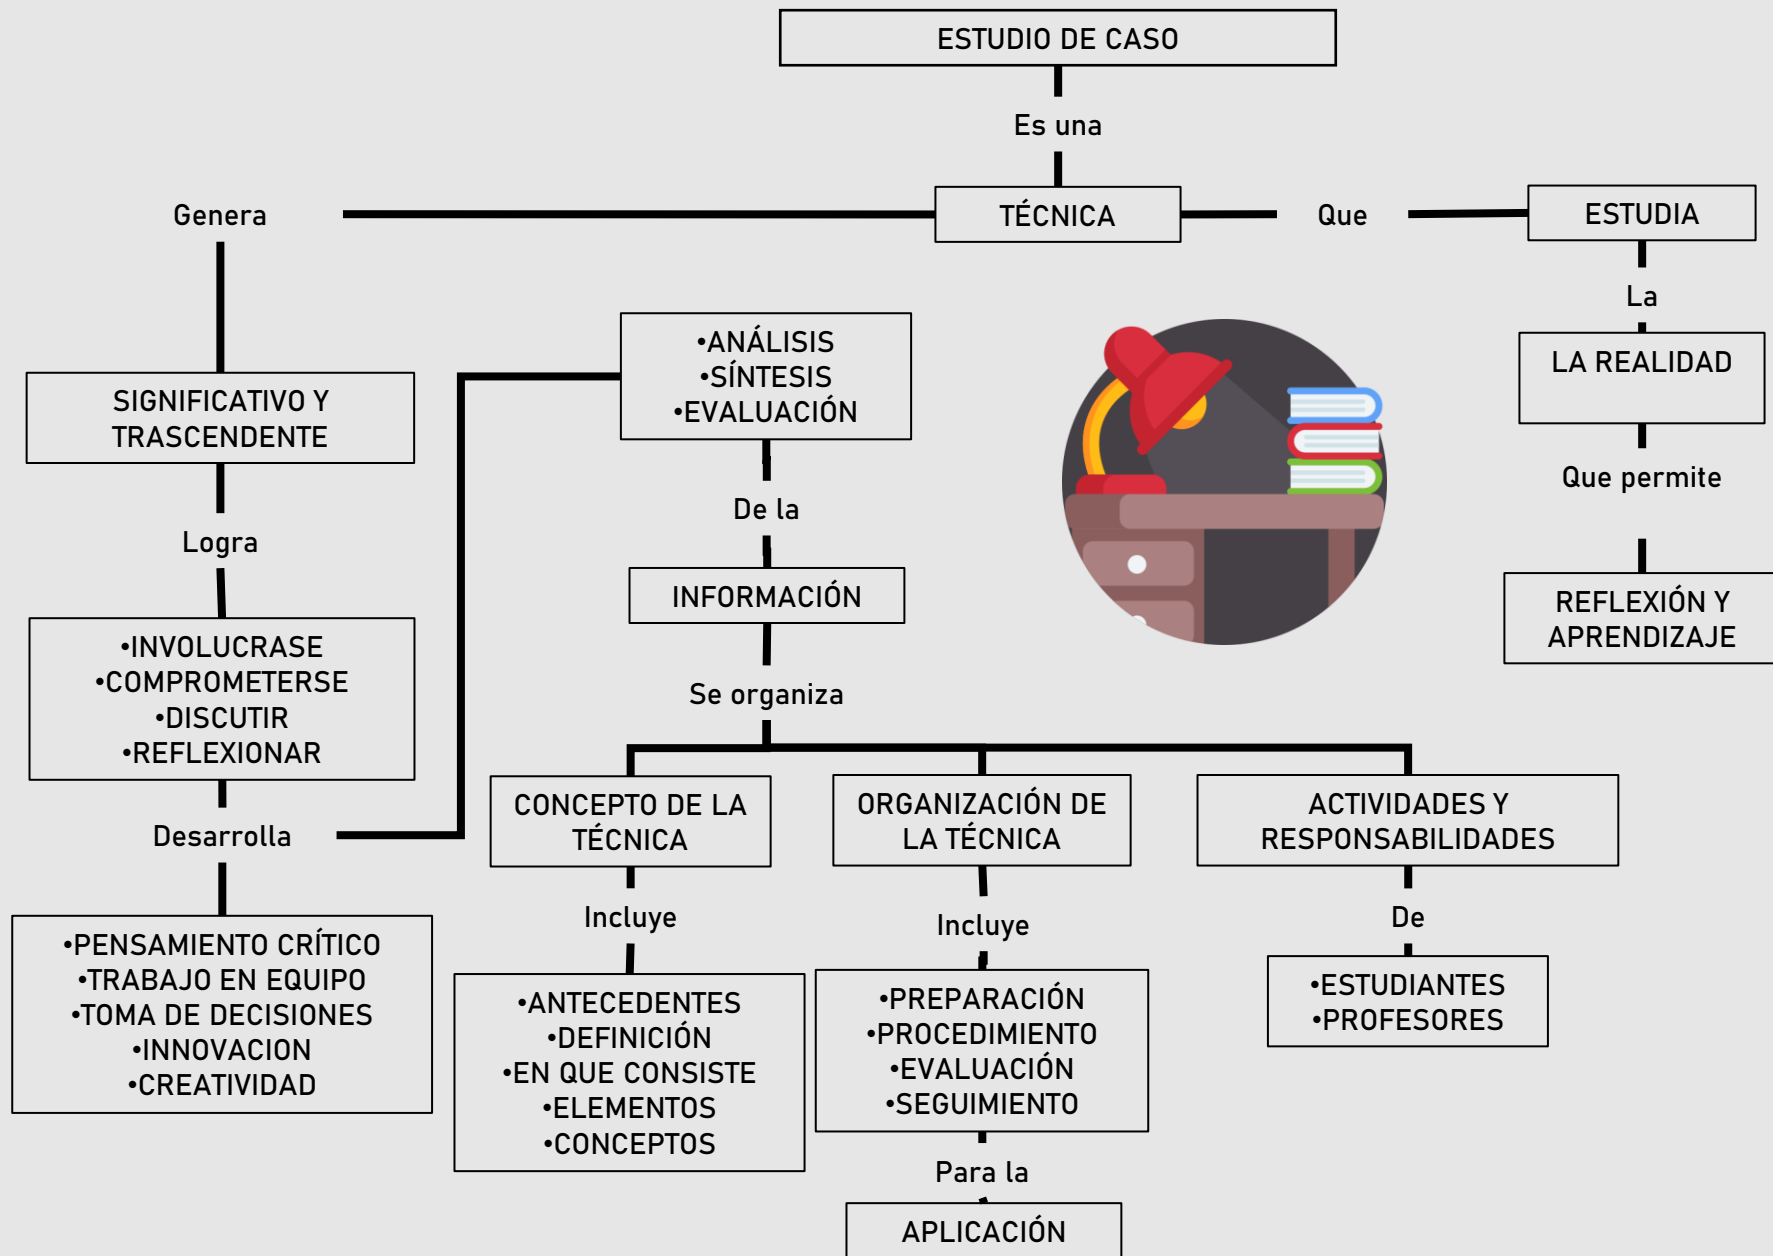 ESTUDIO DE CASO
Es una
TÉCNICA
Genera
Que
ESTUDIA
La
LA REALIDAD
Que permite
REFLEXIÓN Y
APRENDIZAJE
SIGNIFICATIVO Y
TRASCENDENTE
Logra
•INVOLUCRASE
•COMPROMETERSE
•DISCUTIR
•REFLEXIONAR
Desarrolla
•PENSAMIENTO CRÍTICO
•TRABAJO EN EQUIPO
•TOMA DE DECISIONES
•INNOVACION
•CREATIVIDAD
•ANÁLISIS
•SÍNTESIS
•EVALUACIÓN
De la
INFORMACIÓN
Se organiza
CONCEPTO DE LA
TÉCNICA
Incluye
•ANTECEDENTES
•DEFINICIÓN
•EN QUE CONSISTE
•ELEMENTOS
•CONCEPTOS
ORGANIZACIÓN DE
LA TÉCNICA
Incluye
•PREPARACIÓN
•PROCEDIMIENTO
•EVALUACIÓN
•SEGUIMIENTO
Para la
APLICACIÓN
ACTIVIDADES Y
RESPONSABILIDADES
De
•ESTUDIANTES
•PROFESORES